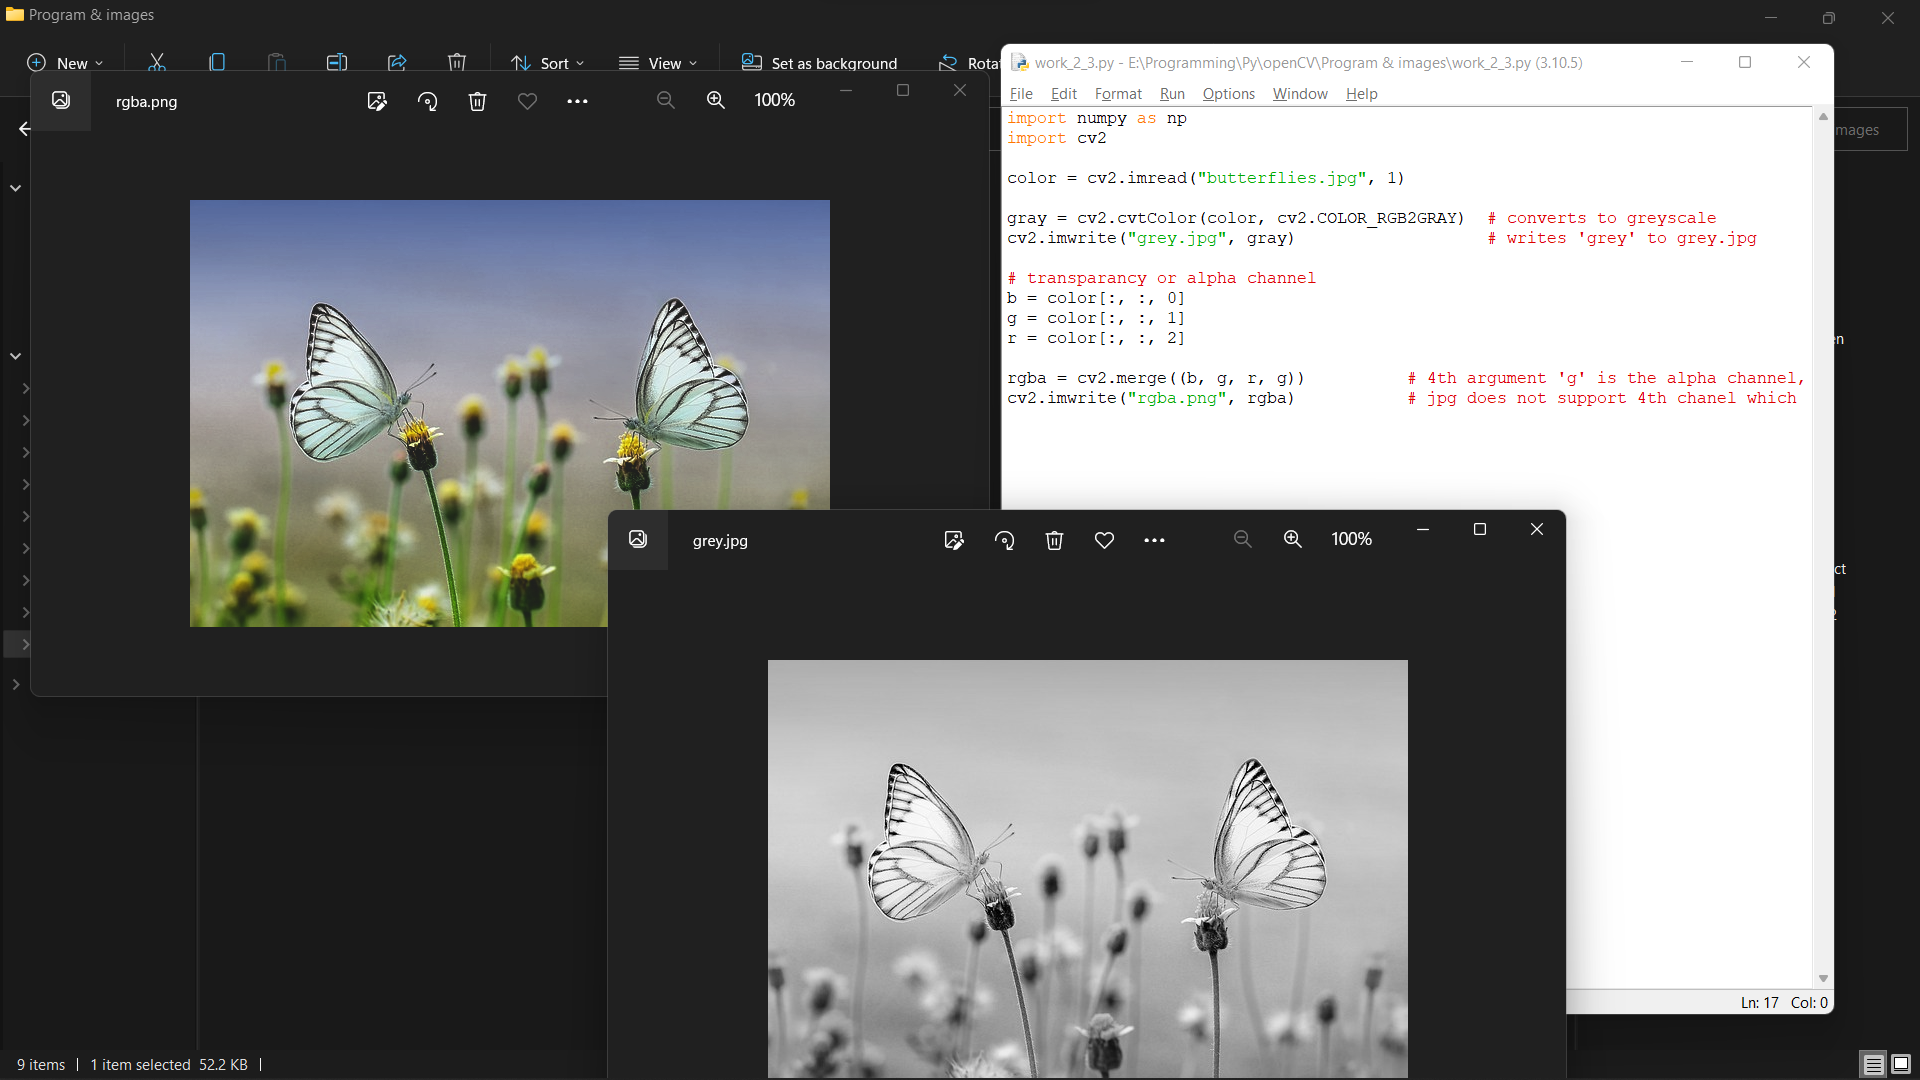 Program & images
New
Sort
View
Set as background
rgba.png
100%
work_2_3.py - E:\Programming\Py\openCV\Program & images\work_2_3.py (3.10.5)
File Edit Format Run Options Window Help
import numpy as np
import cv2
color = cv2.imread("butterflies.jpg", 1)
gray = cv2.cvtColor(color, cv2.COLOR_RGB2GRAY) # converts to greyscale
cv2.imwrite("grey.jpg", gray) # writes 'grey' to grey.jpg
# transparancy or alpha channel
b = color[:, :, 0]
g = color[:, :, 1]
r = color[:, :, 2]
rgba = cv2.merge((b, g, r, g)) # 4th argument 'g' is the alpha channel,
cv2.imwrite("rgba.png", rgba) # jpg does not support 4th chanel which
grey.jpg
100%
Ln: 17 Col: 0
9 items
1 item selected 52.2 KB